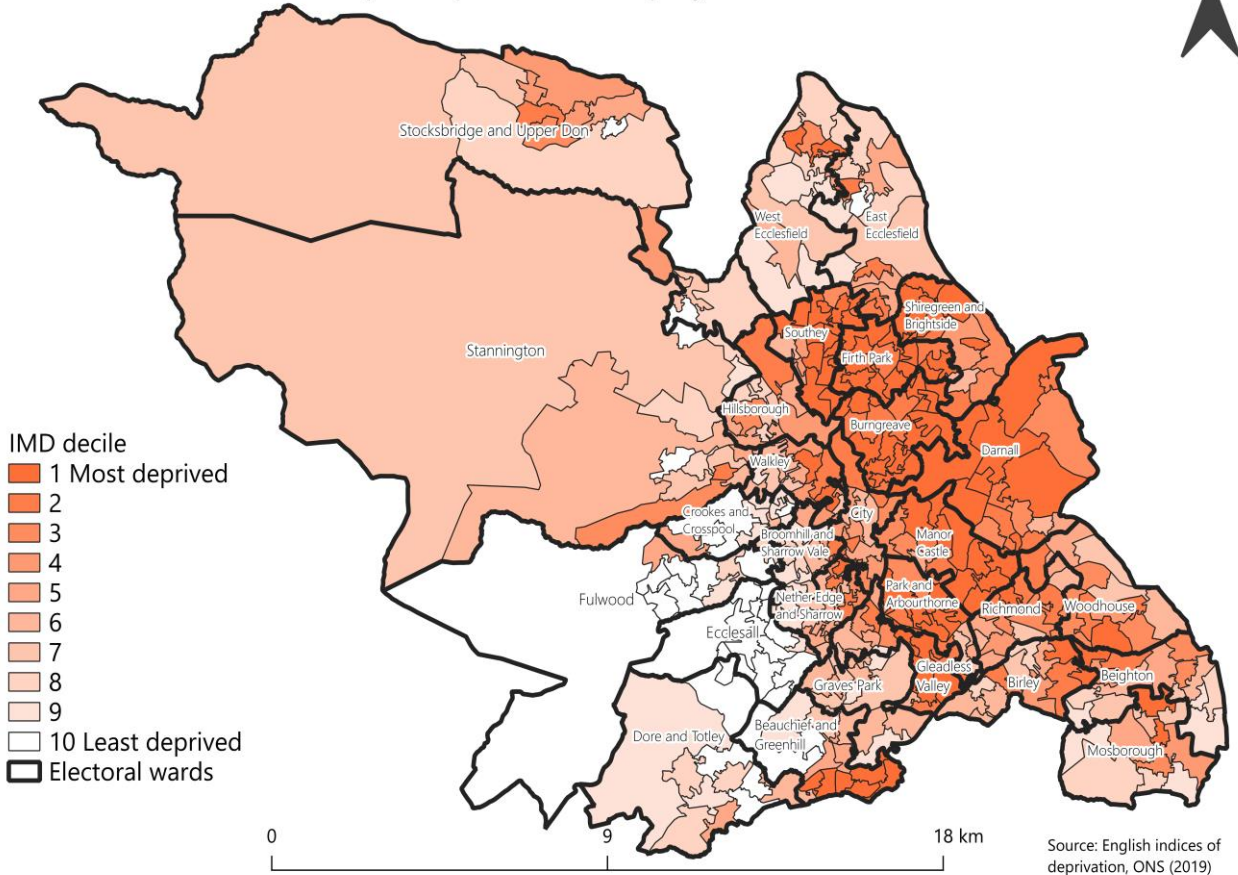 Stocksbridge and Upper Don
West
Ecclesfield
East
Ecclesfield
Shiregreen and
Brightside
Southey
Firth Park
Stannington
Hillsborough
Burngreave
Darnall
Walkley
Crookes and
Crosspool
Broomhill and
Sharrow Vale
City
Manor
Castle
Fulwood
Nether Edge
and Sharrow
Park and
Arbourthorne
Richmond
Woodhouse
Ecclesall
Graves Park
Gleadless
Valley
Birley
Beighton
Dore and Totley
Beauchief and
Greenhill
Mosborough
IMD decile
1 Most deprived
2
3
4
5
6
7
8
9
10 Least deprived
Electoral wards
0
9
18 km
Source: English indices of
deprivation, ONS (2019)